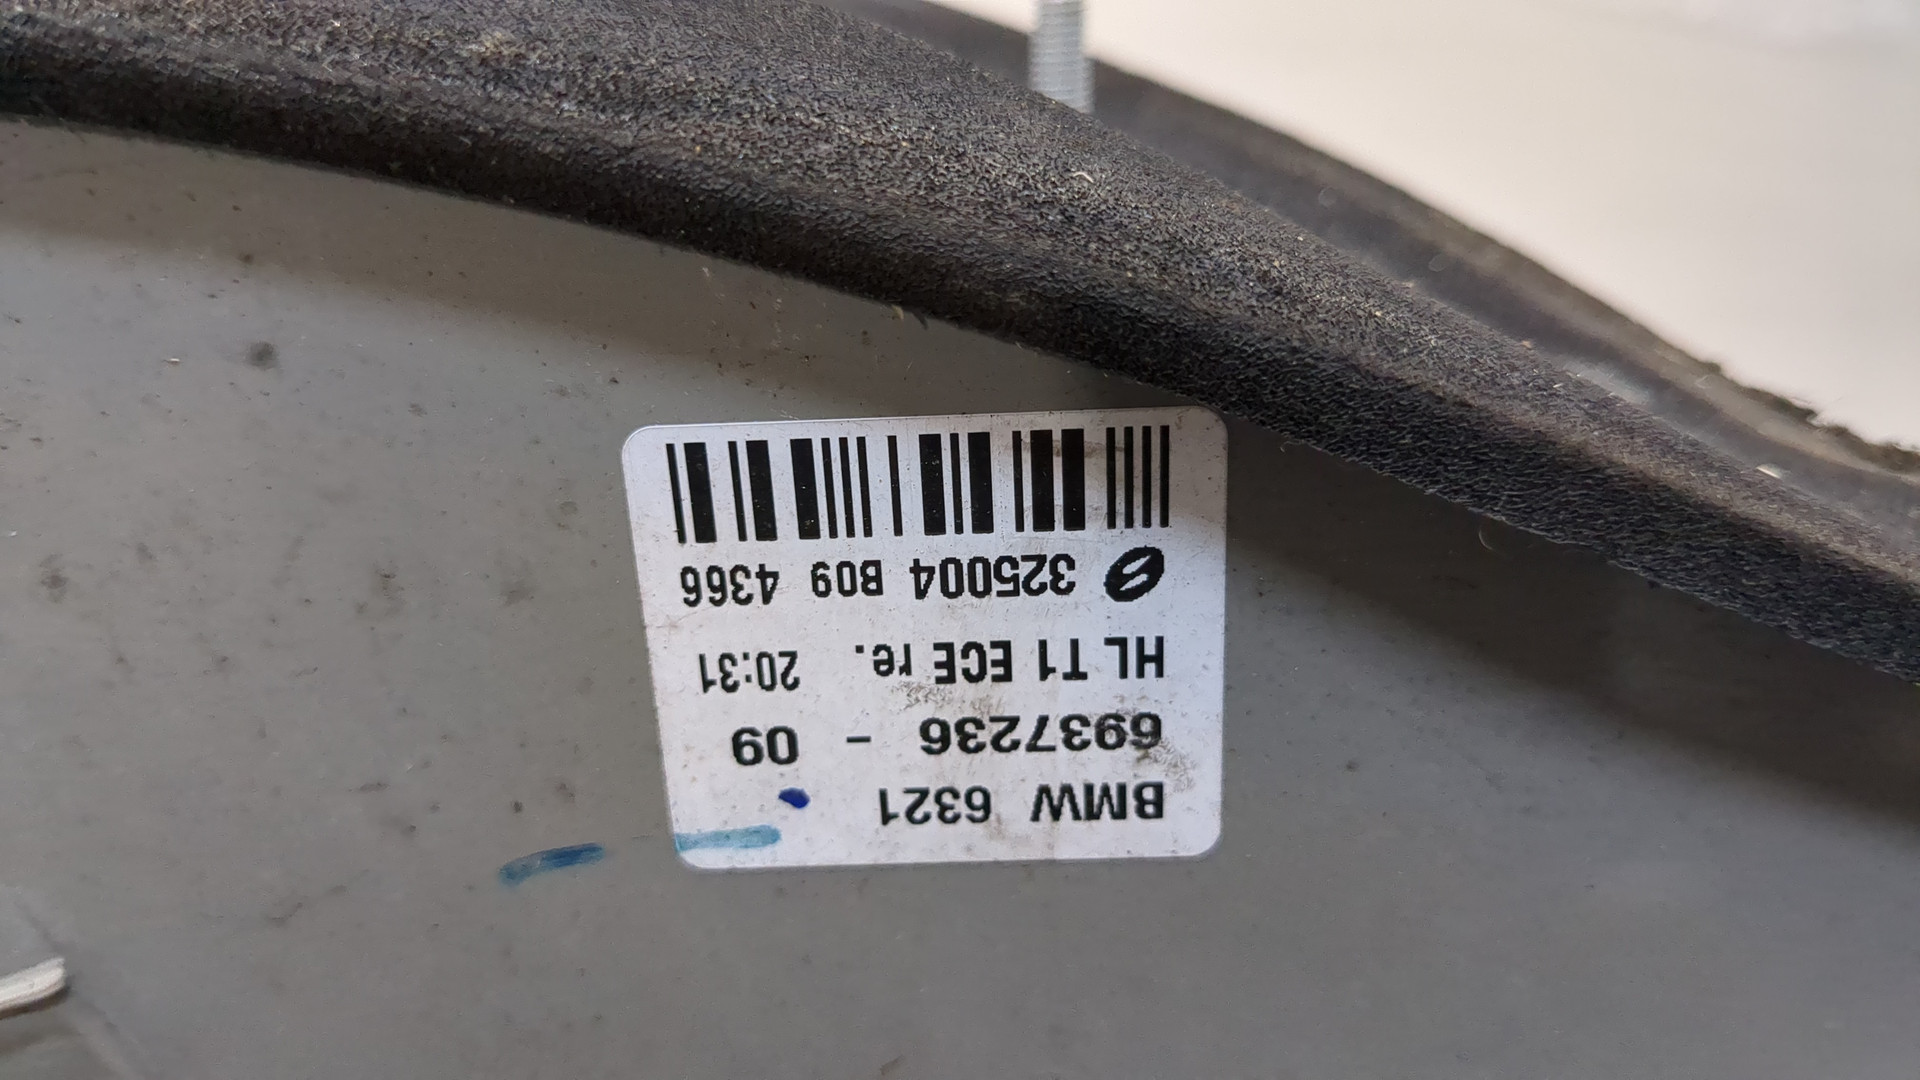 BMW 6321
6937236 - 09
HL T1 ECE re. 20:31
325004 B09 4366